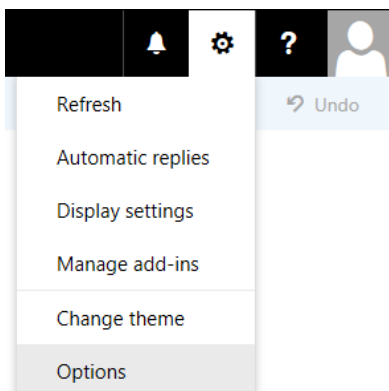 ?
Refresh
Undo
Automatic replies
Display settings
Manage add-ins
Change theme
Options